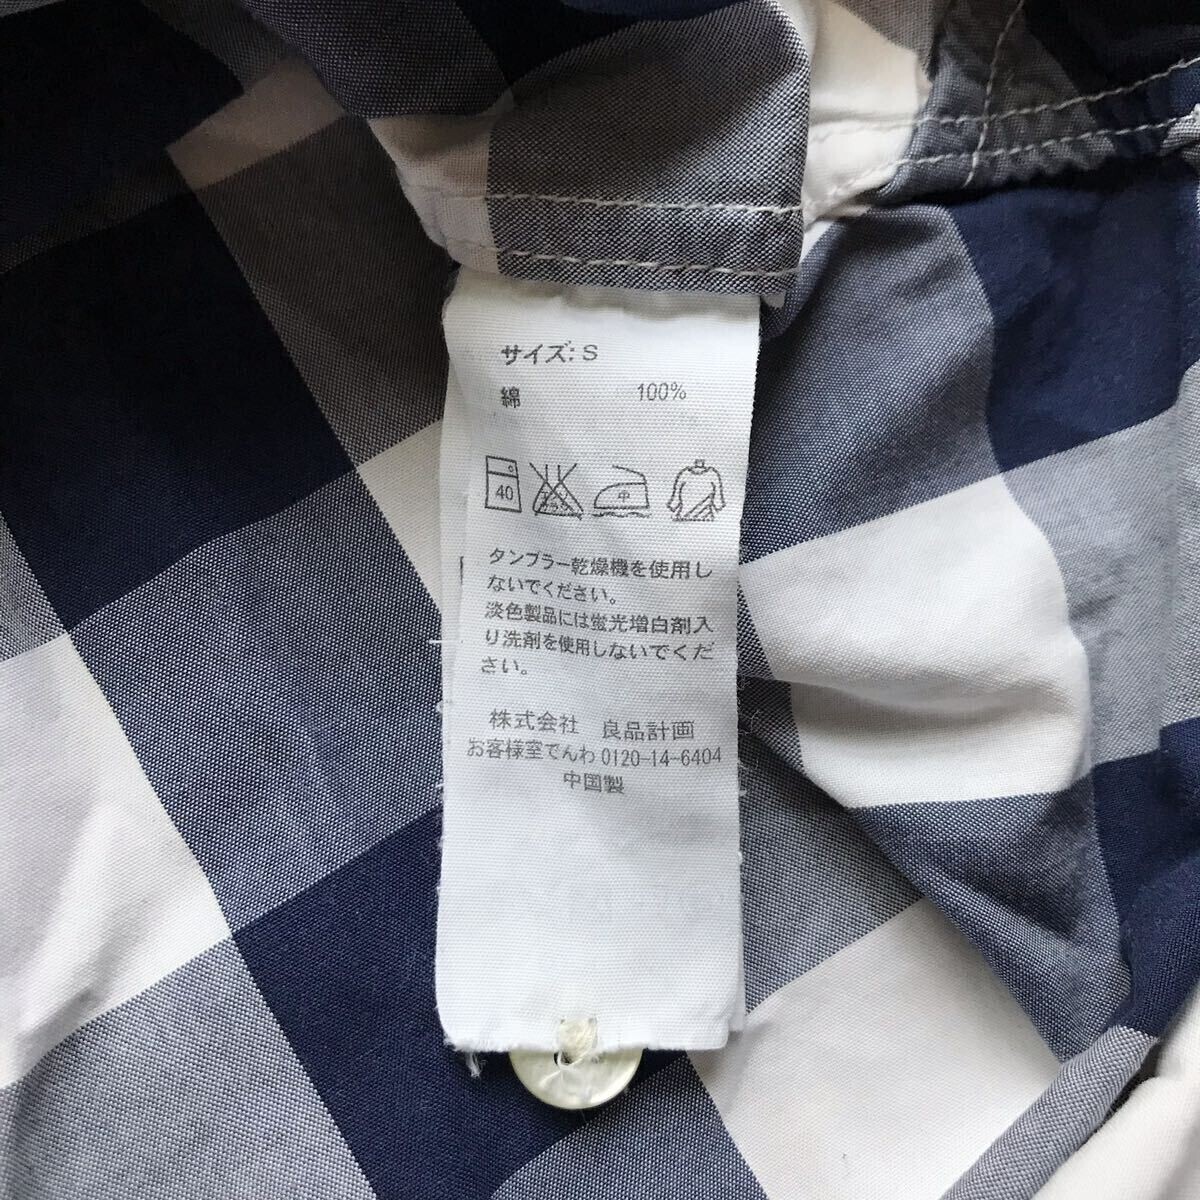 サイズ: S
綿 100%
40
中
タンブラー乾燥機を使用し
ないでください。
淡色製品には蛍光増白剤入
り洗剤を使用しないでくだ
さい。
株式会社 良品計画
お客様室でんわ 0120-14-6404
中国製